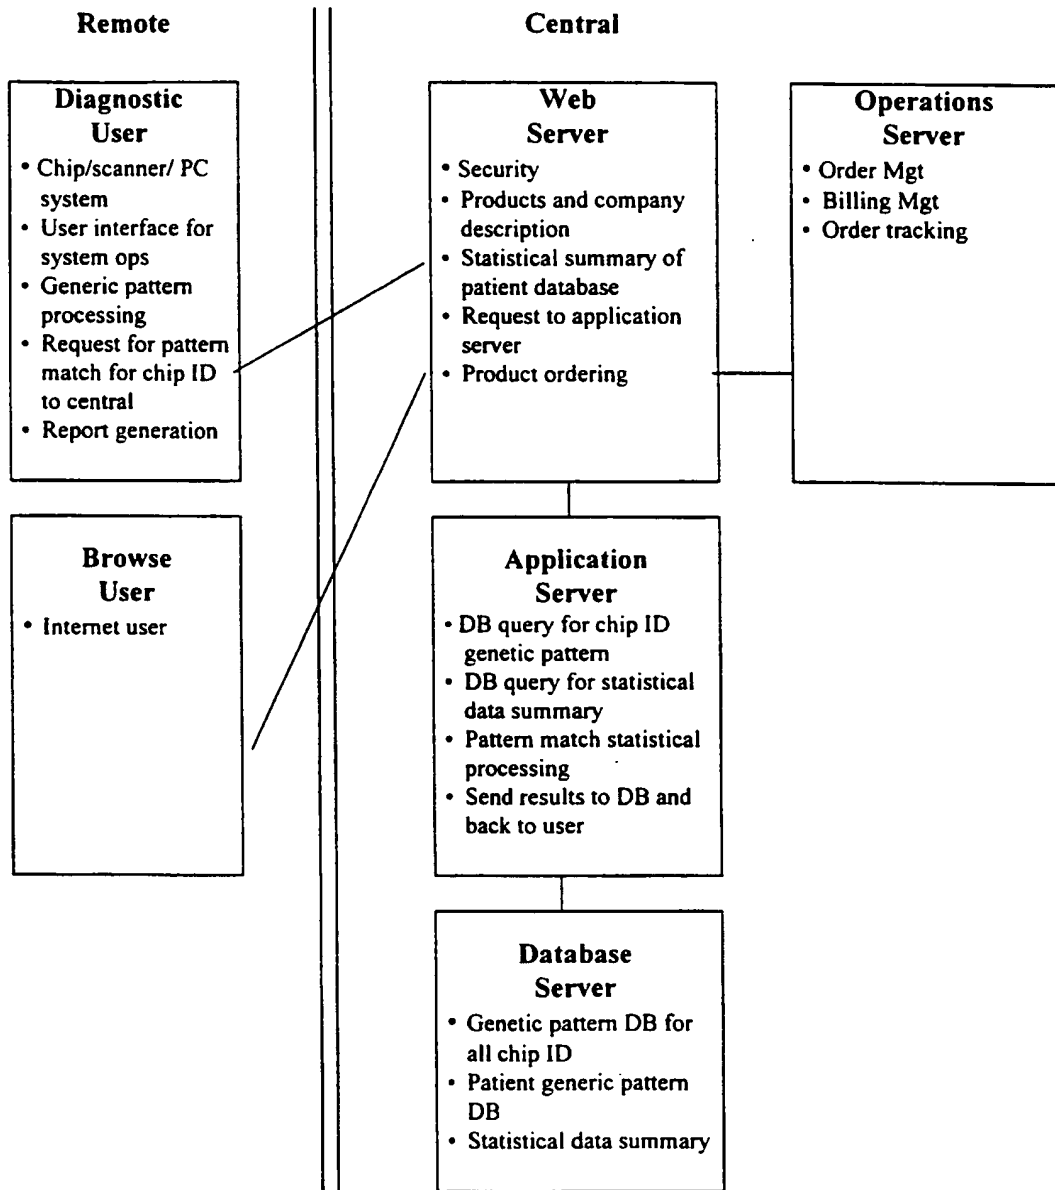 Remote
Central
Diagnostic
User
• Chip/scanner/ PC
system
• User interface for
system ops
• Generic pattern
processing
• Request for pattern
match for chip ID
to central
• Report generation
Web
Server
• Security
• Products and company
description
• Statistical summary of
patient database
• Request to application
server
• Product ordering
Operations
Server
• Order Mgt
• Billing Mgt
• Order tracking
Browse
User
• Internet user
Application
Server
• DB query for chip ID
genetic pattern
• DB query for statistical
data summary
• Pattern match statistical
processing
• Send results to DB and
back to user
Database
Server
• Genetic pattern DB for
all chip ID
• Patient generic pattern
DB
• Statistical data summary